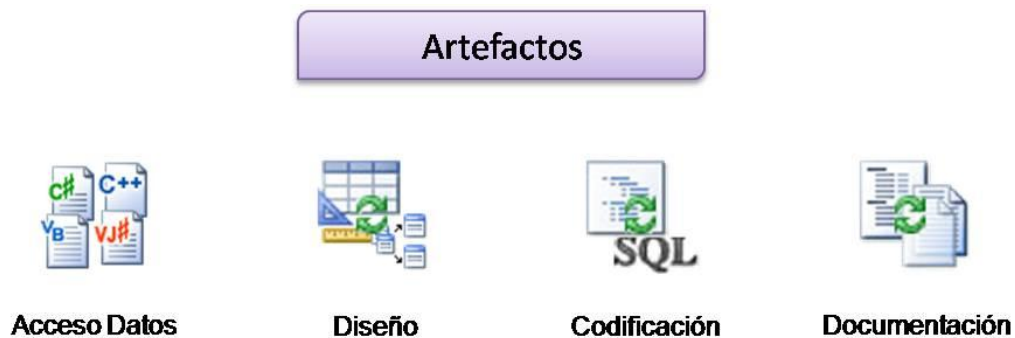 Artefactos
C# C++
VB VJ#
SQL
Acceso Datos
Diseño
Codificación
Documentación